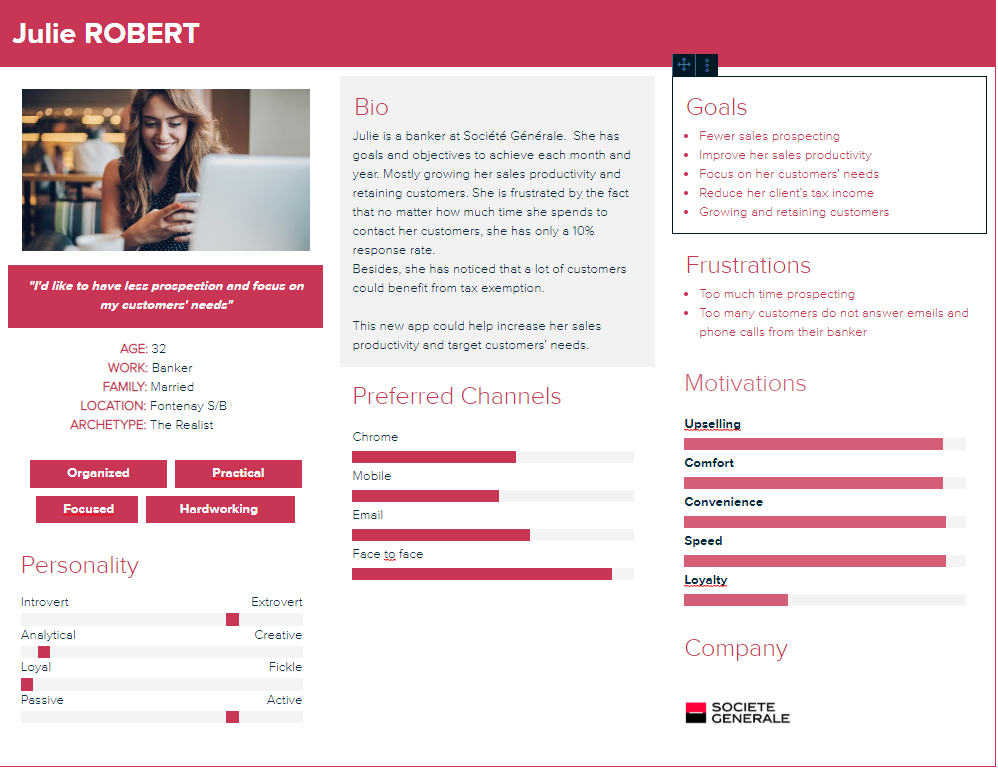 Julie ROBERT
"I'd like to have less prospection and focus on
my customers' needs"
AGE: 32
WORK: Banker
FAMILY: Married
LOCATION: Fontenay S/B
ARCHETYPE: The Realist
Organized
Practical
Focused
Hardworking
Personality
Introvert Extrovert
Analytical Creative
Loyal Fickle
Passive Active
Bio
Julie is a banker at Société Générale.  She has
goals and objectives to achieve each month and
year. Mostly growing her sales productivity and
retaining customers. She is frustrated by the fact
that no matter how much time she spends to
contact her customers, she has only a 10%
response rate.
Besides, she has noticed that a lot of customers
could benefit from tax exemption.
This new app could help increase her sales
productivity and target customers' needs.
Preferred Channels
Chrome
Mobile
Email
Face to face
Goals
• Fewer sales prospecting
• Improve her sales productivity
• Focus on her customers' needs
• Reduce her client's tax income
• Growing and retaining customers
Frustrations
• Too much time prospecting
• Too many customers do not answer emails and
phone calls from their banker
Motivations
Upselling
Comfort
Convenience
Speed
Loyalty
Company
SOCIETE
GENERALE